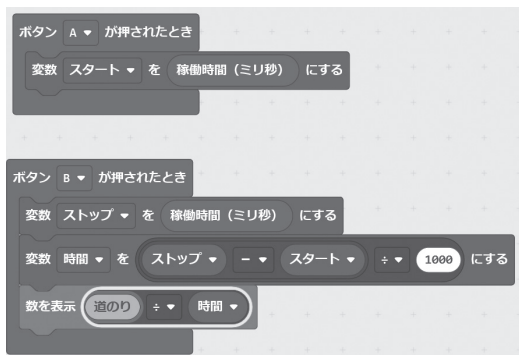 ボタン A ▼ が押されたとき
変数 スタート ▼ を 稼働時間（ミリ秒） にする
ボタン B ▼ が押されたとき
変数 ストップ ▼ を 稼働時間（ミリ秒） にする
変数 時間 ▼ を ストップ ▼ - ▼ スタート ▼ ÷ ▼ 1000 にする
数を表示 道のり ÷ ▼ 時間 ▼